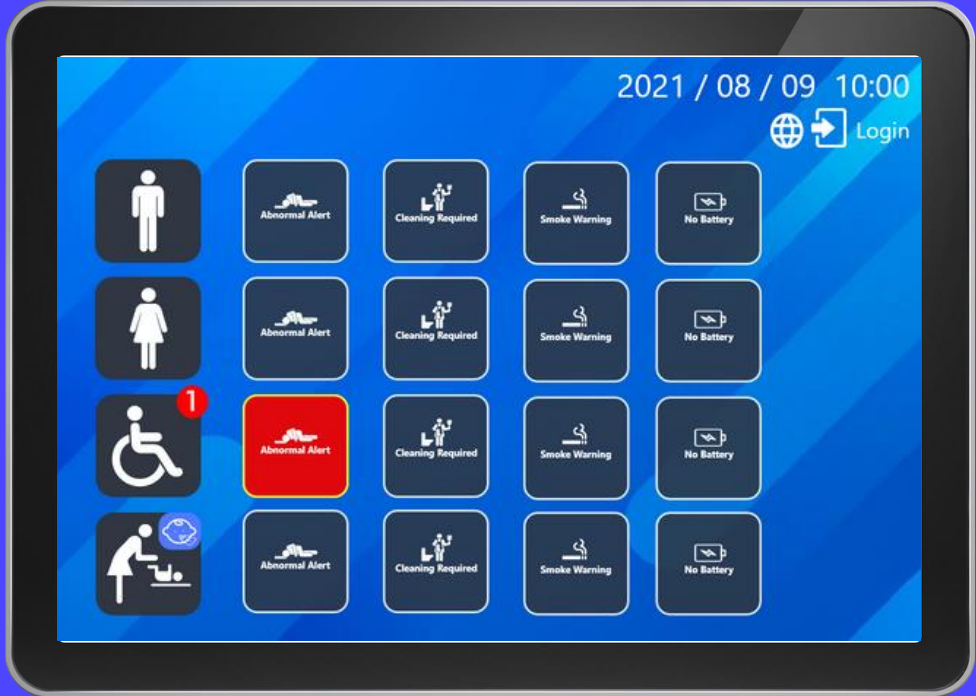 2021 / 08 / 09 10:00
Login
Abnormal Alert
Cleaning Required
Smoke Warning
No Battery
Abnormal Alert
Cleaning Required
Smoke Warning
No Battery
1
Abnormal Alert
Cleaning Required
Smoke Warning
No Battery
Abnormal Alert
Cleaning Required
Smoke Warning
No Battery